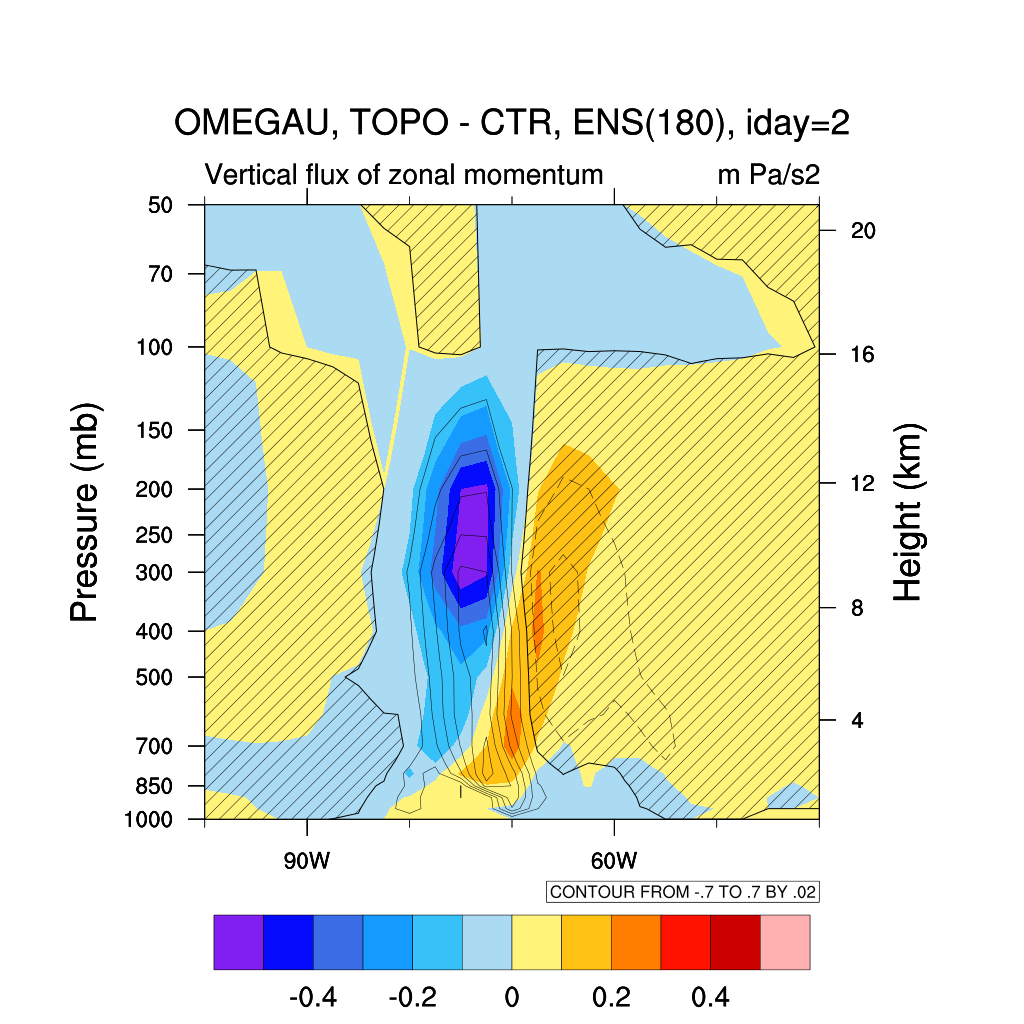 OMEGAU, TOPO - CTR, ENS(180), iday=2
Vertical flux of zonal momentum m Pa/s2
50
70
100
150
200
250
300
400
500
700
850
1000
Pressure (mb)
20
16
12
8
4
Height (km)
90W 60W
CONTOUR FROM -.7 TO .7 BY .02
-0.4 -0.2 0 0.2 0.4